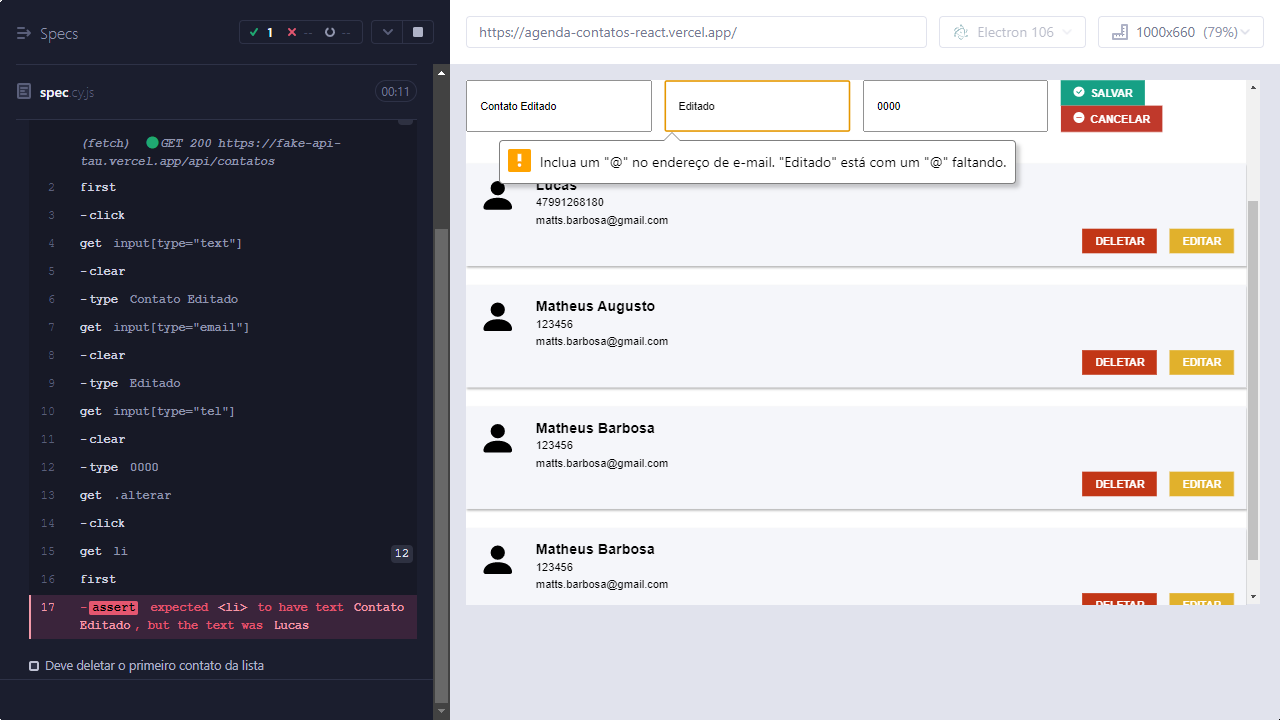 Specs
1
--
--
spec.cy.js
00:11
(fetch) GET 200 https://fake-api-
tau.vercel.app/api/contatos
2 first
3 -click
4 get input[type="text"]
5 -clear
6 -type Contato Editado
7 get input[type="email"]
8 -clear
9 -type Editado
10 get input[type="tel"]
11 -clear
12 -type 0000
13 get .alterar
14 -click
15 get li 12
16 first
17 -assert expected <li> to have text Contato
Editado, but the text was Lucas
Deve deletar o primeiro contato da lista
https://agenda-contatos-react.vercel.app/
Electron 106
1000x660 (79%)
Contato Editado
Editado
0000
SALVAR
CANCELAR
Inclua um "@" no endereço de e-mail. "Editado" está com um "@" faltando.
Lucas
47991268180
matts.barbosa@gmail.com
DELETAR EDITAR
Matheus Augusto
123456
matts.barbosa@gmail.com
DELETAR EDITAR
Matheus Barbosa
123456
matts.barbosa@gmail.com
DELETAR EDITAR
Matheus Barbosa
123456
matts.barbosa@gmail.com
DELETAR EDITAR